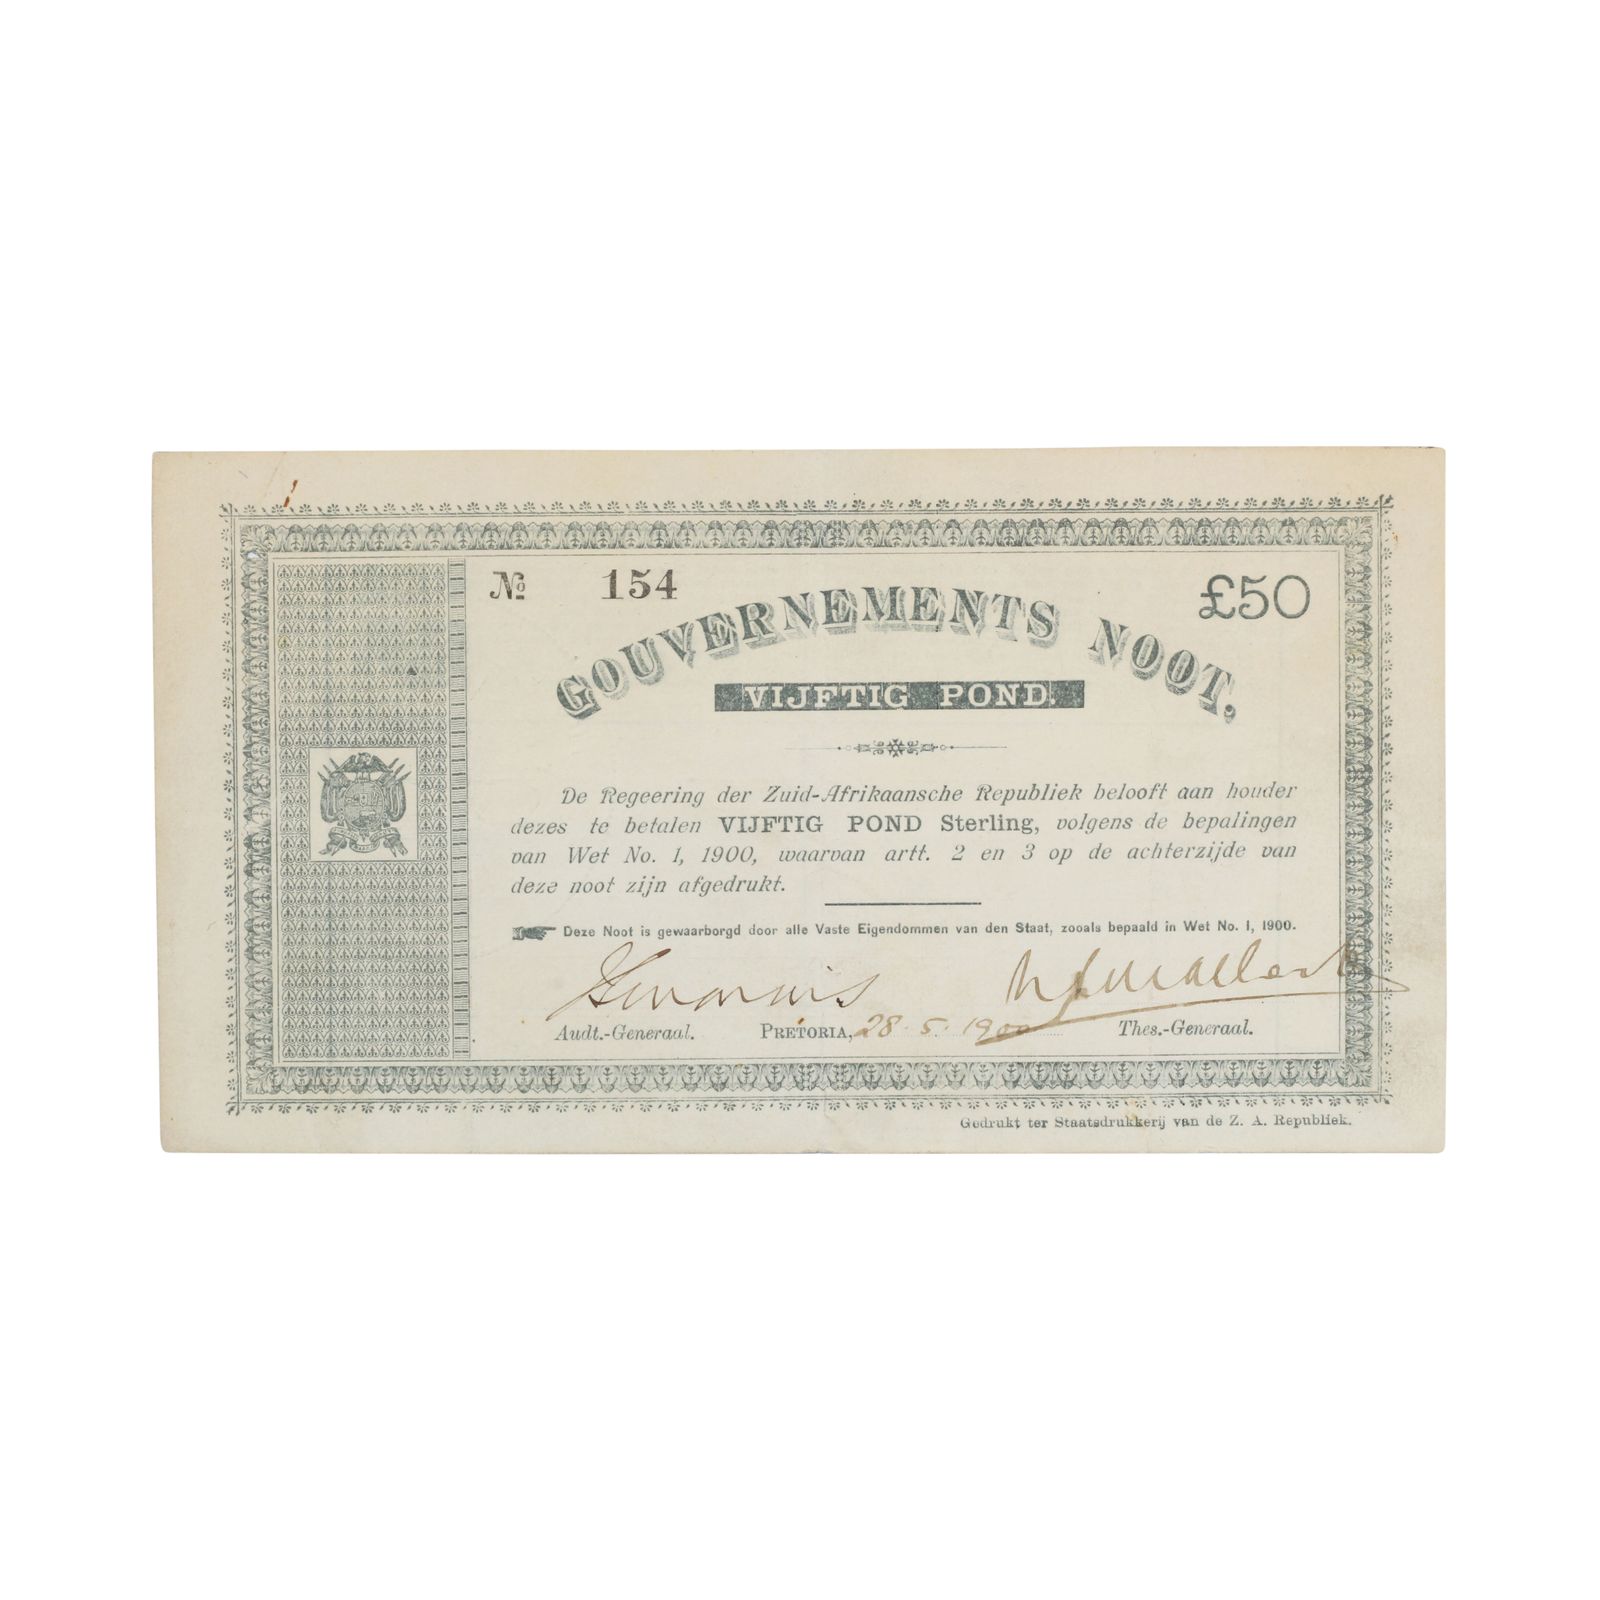 № 154
£50
GOUVERNEMENTS NOOT,
VIJFTIG POND.
De Regeering der Zuid-Afrikaansche Republiek belooft aan houder
dezes te betalen VIJFTIG POND Sterling, volgens de bepalingen
van Wet No. 1, 1900, waarvan artt. 2 en 3 op de achterzijde van
deze noot zijn afgedrukt.
Deze Noot is gewaarborgd door alle Vaste Eigendommen van den Staat, zooals bepaald in Wet No. 1, 1900.
Audt.-Generaal. PRETORIA, 28.5.1900 Thes.-Generaal.
Gedrukt ter Staatsdrukkerij van de Z. A. Republiek.